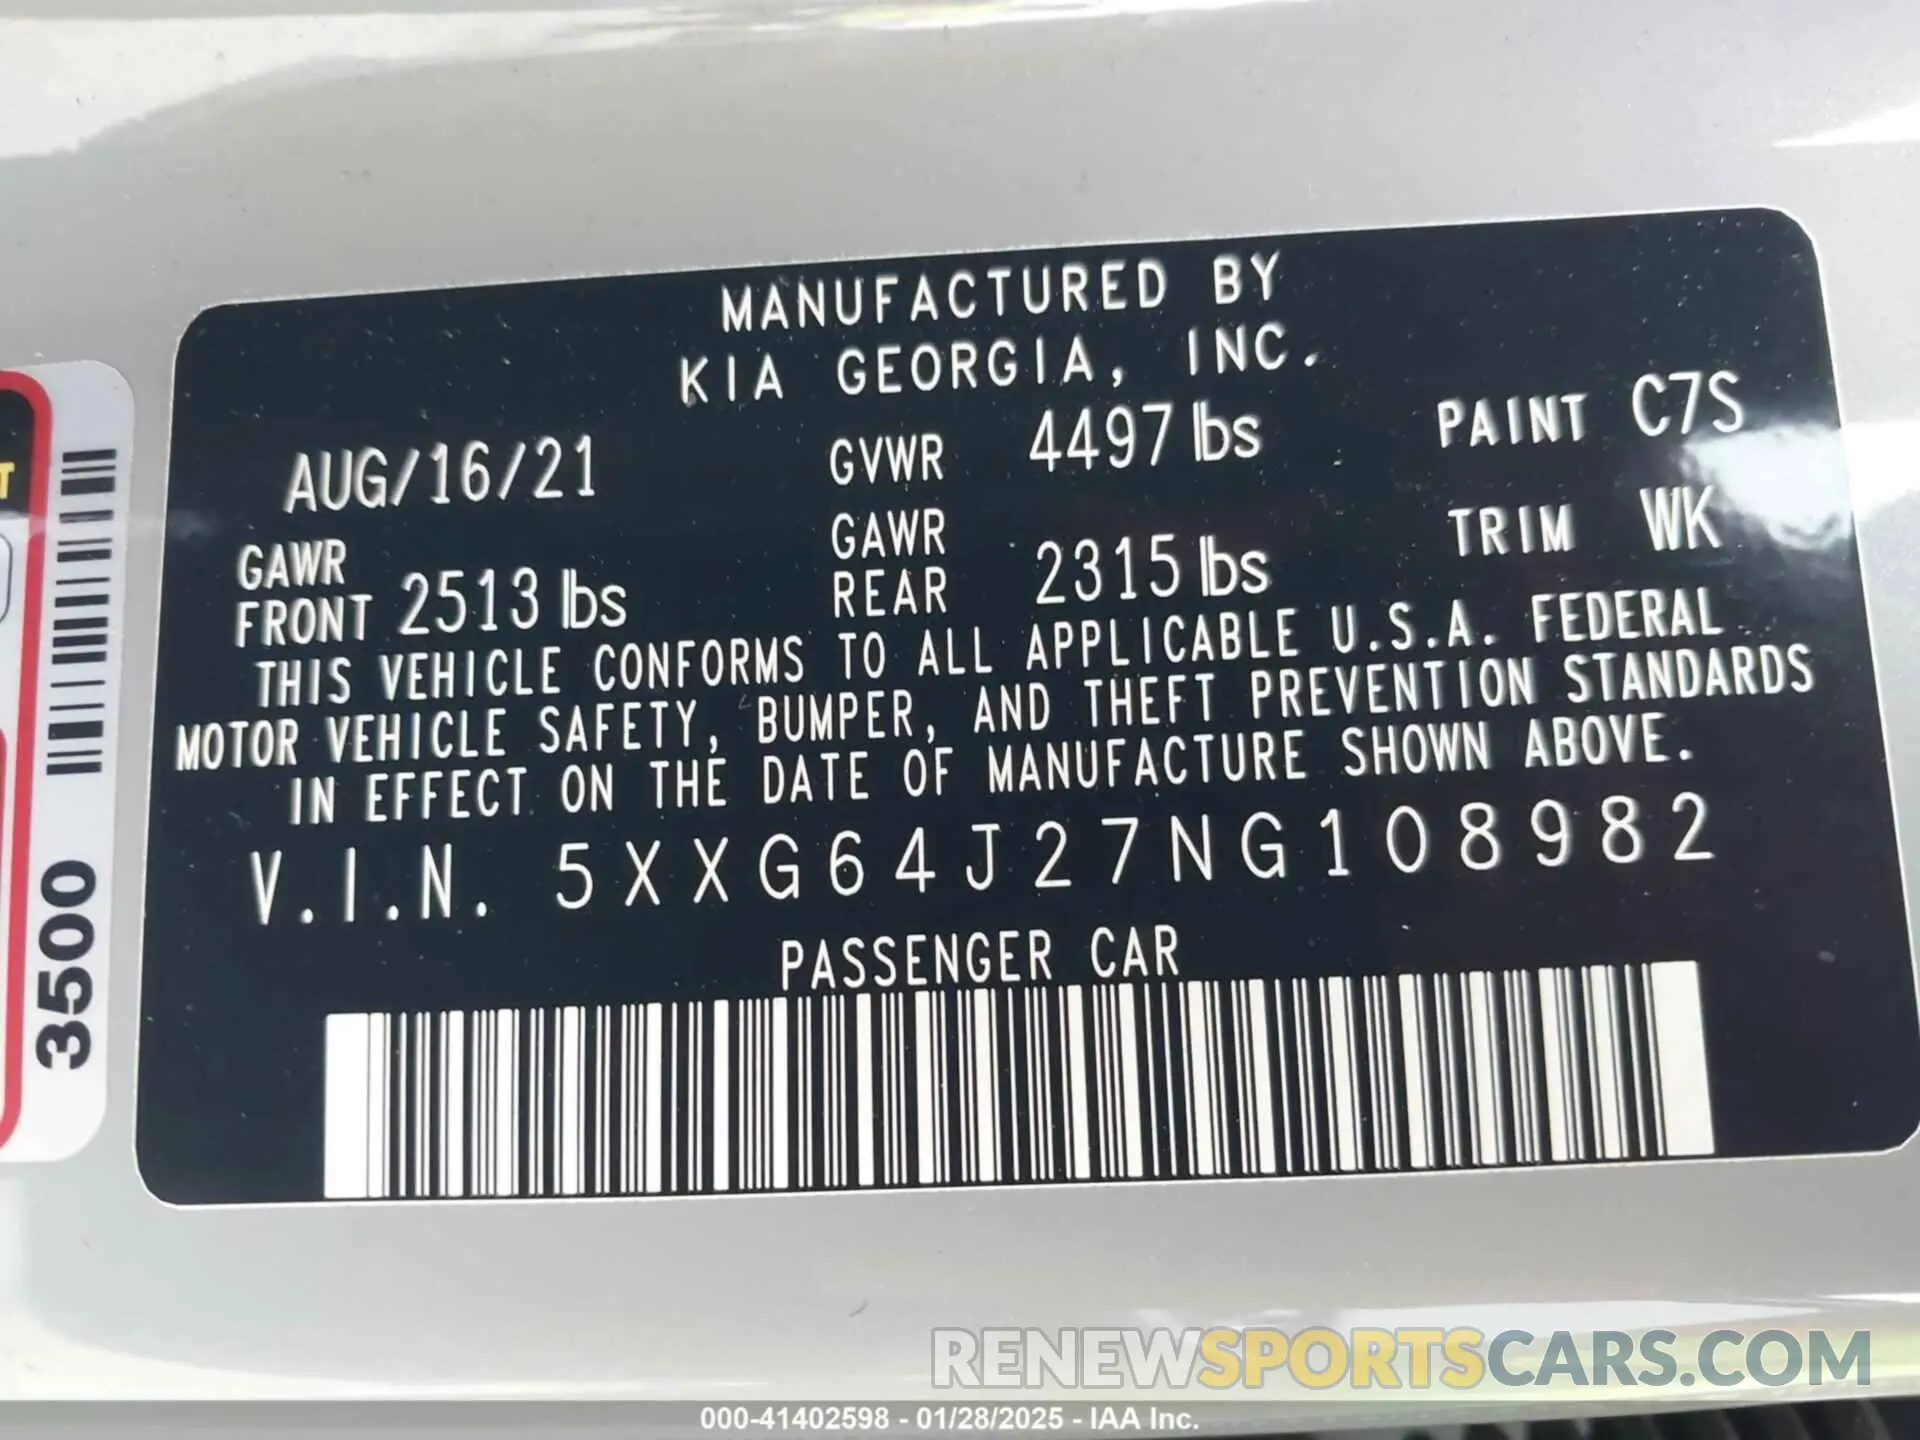 MANUFACTURED BY
KIA GEORGIA, INC.
AUG/16/21 GVWR 4497 lbs PAINT C7S
GAWR FRONT 2513 lbs GAWR REAR 2315 lbs TRIM WK
THIS VEHICLE CONFORMS TO ALL APPLICABLE U.S.A. FEDERAL
MOTOR VEHICLE SAFETY, BUMPER, AND THEFT PREVENTION STANDARDS
IN EFFECT ON THE DATE OF MANUFACTURE SHOWN ABOVE.
V.I.N. 5XXG64J27NG108982
PASSENGER CAR
T
3500
RENEWSPORTSCARS.COM
000-41402598 - 01/28/2025 - IAA Inc.